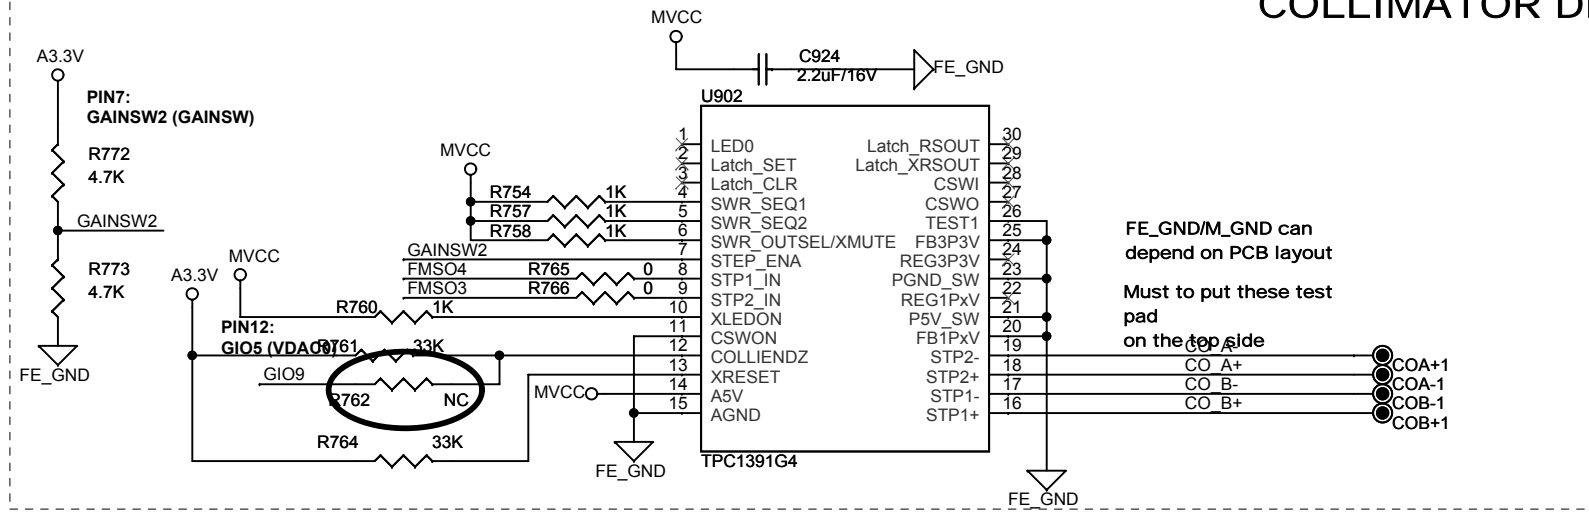 COLLIMATOR D
MVCC
C924
2.2uF/16V
FE_GND
A3.3V
PIN7:
GAINSW2 (GAINSW)
R772
4.7K
GAINSW2
R773
4.7K
FE_GND
U902
MVCC
R754 1K
R757 1K
R758 1K
GAINSW2
FMSO4 R765 0
FMSO3 R766 0
MVCC
A3.3V
R760 1K
PIN12:
GIO5 (VDAC0) R761 33K
GIO9
R762 NC
R764 33K
MVCC
FE_GND
1 LED0
2 Latch_SET
3 Latch_CLR
4 SWR_SEQ1
5 SWR_SEQ2
6 SWR_OUTSEL/XMUTE
7 STEP_ENA
8 STP1_IN
9 STP2_IN
10 XLEDON
11 CSWON
12 COLLIENDZ
13 XRESET
14 A5V
15 AGND
Latch_RSOUT 30
Latch_XRSOUT 29
CSWI 28
CSWO 27
TEST1 26
FB3P3V 25
REG3P3V 24
PGND_SW 23
REG1PxV 22
P5V_SW 21
FB1PxV 20
STP2- 19
STP2+ 18
STP1- 17
STP1+ 16
TPC1391G4
FE_GND
FE_GND/M_GND can
depend on PCB layout
Must to put these test
pad
on the top side
CO_A-
CO_A+
CO_B-
CO_B+
COA+1
COA-1
COB-1
COB+1